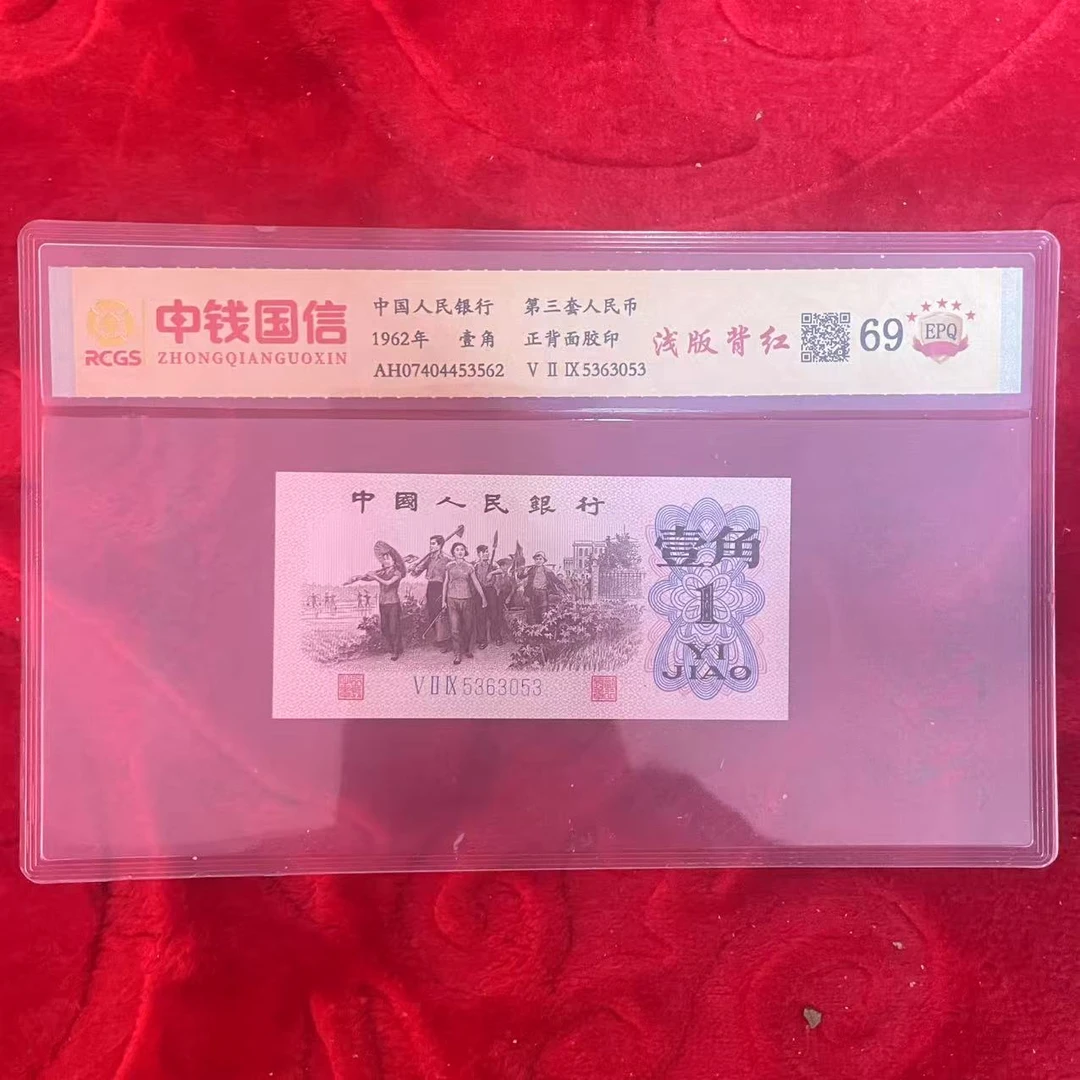 中钱国信
RCGS ZHONGQIANGUOXIN
中国人民银行 第三套人民币
1962年 壹角 正背面胶印
AH07404453562 V Ⅱ Ⅸ 5363053
浅版背红
69
EPQ
中國人民銀行
壹角
1
YI
JIAO
V Ⅱ Ⅸ 5363053